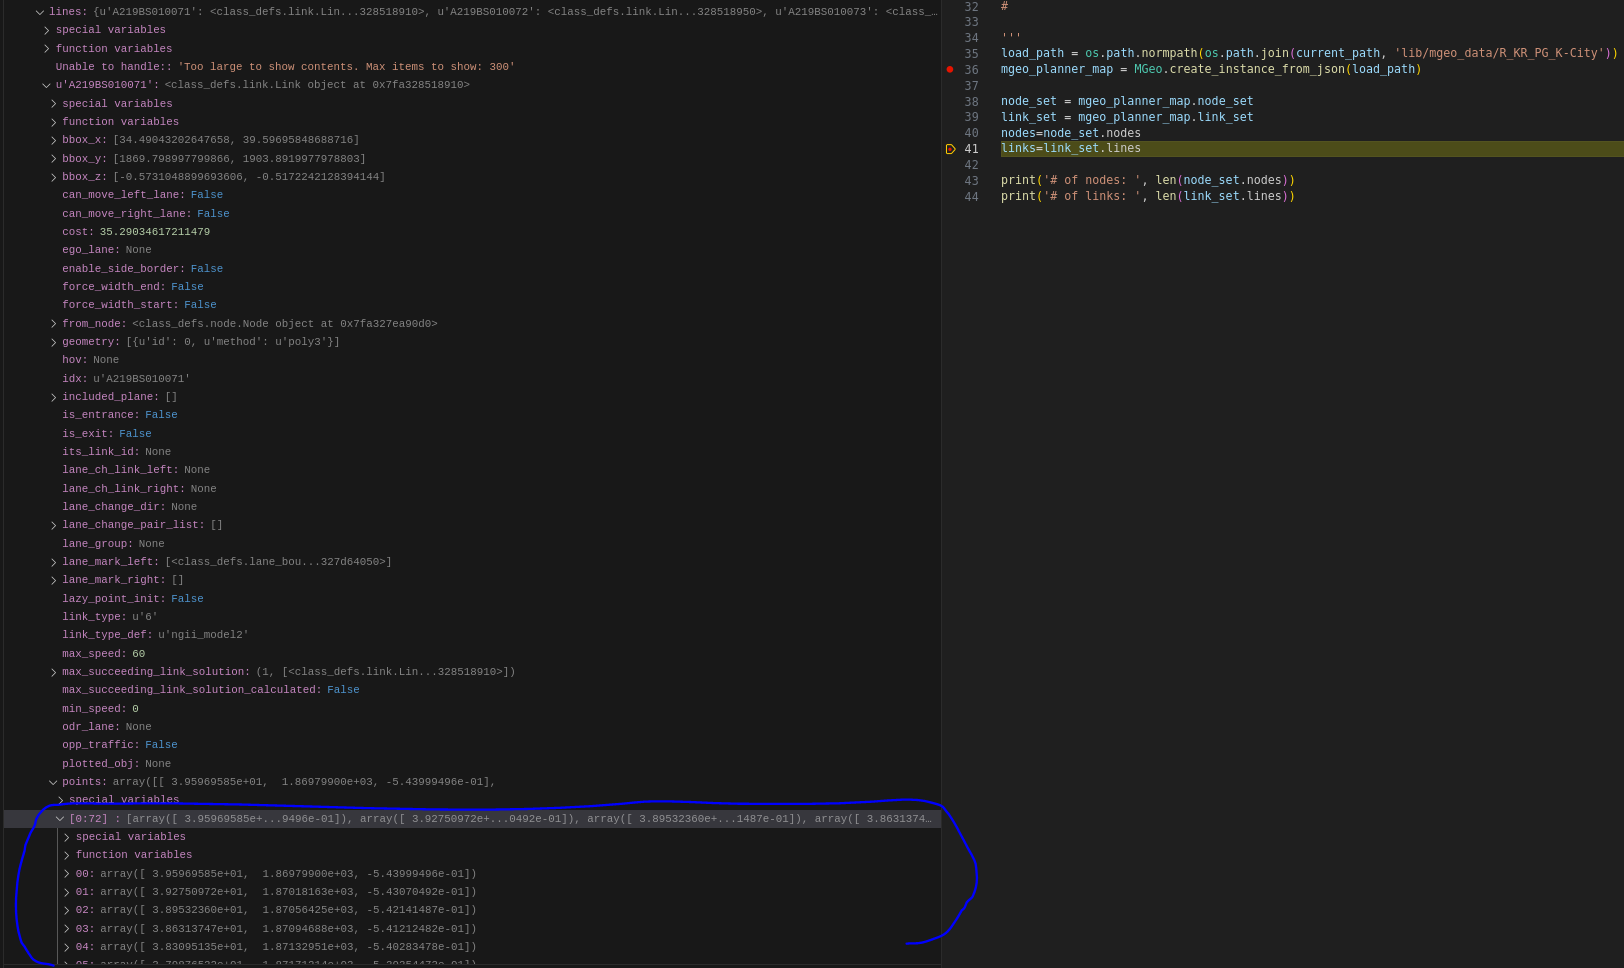 lines: {u'A219BS010071': <class_defs.link.Lin...328518910>, u'A219BS010072': <class_defs.link.Lin...328518950>, u'A219BS010073': <class_…
special variables
function variables
Unable to handle:: 'Too large to show contents. Max items to show: 300'
u'A219BS010071': <class_defs.link.Link object at 0x7fa328518910>
special variables
function variables
bbox_x: [34.49043202647658, 39.59695848688716]
bbox_y: [1869.798997799866, 1903.8919977978803]
bbox_z: [-0.5731048899693606, -0.5172242128394144]
can_move_left_lane: False
can_move_right_lane: False
cost: 35.29034617211479
ego_lane: None
enable_side_border: False
force_width_end: False
force_width_start: False
from_node: <class_defs.node.Node object at 0x7fa327ea90d0>
geometry: [{u'id': 0, u'method': u'poly3'}]
hov: None
idx: u'A219BS010071'
included_plane: []
is_entrance: False
is_exit: False
its_link_id: None
lane_ch_link_left: None
lane_ch_link_right: None
lane_change_dir: None
lane_change_pair_list: []
lane_group: None
lane_mark_left: [<class_defs.lane_bou...327d64050>]
lane_mark_right: []
lazy_point_init: False
link_type: u'6'
link_type_def: u'ngii_model2'
max_speed: 60
max_succeeding_link_solution: (1, [<class_defs.link.Lin...328518910>])
max_succeeding_link_solution_calculated: False
min_speed: 0
odr_lane: None
opp_traffic: False
plotted_obj: None
points: array([[ 3.95969585e+01,  1.86979900e+03, -5.43999496e-01],
special variables
[0:72] : [array([ 3.95969585e+...9496e-01]), array([ 3.92750972e+...0492e-01]), array([ 3.89532360e+...1487e-01]), array([ 3.8631374…
special variables
function variables
00: array([ 3.95969585e+01,  1.86979900e+03, -5.43999496e-01])
01: array([ 3.92750972e+01,  1.87018163e+03, -5.43070492e-01])
02: array([ 3.89532360e+01,  1.87056425e+03, -5.42141487e-01])
03: array([ 3.86313747e+01,  1.87094688e+03, -5.41212482e-01])
04: array([ 3.83095135e+01,  1.87132951e+03, -5.40283478e-01])
32 #
33
34 '''
35 load_path = os.path.normpath(os.path.join(current_path, 'lib/mgeo_data/R_KR_PG_K-City'))
36 mgeo_planner_map = MGeo.create_instance_from_json(load_path)
37
38 node_set = mgeo_planner_map.node_set
39 link_set = mgeo_planner_map.link_set
40 nodes=node_set.nodes
41 links=link_set.lines
42
43 print('# of nodes: ', len(node_set.nodes))
44 print('# of links: ', len(link_set.lines))